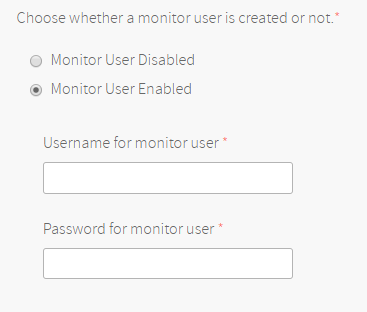 Choose whether a monitor user is created or not.*
Monitor User Disabled
Monitor User Enabled
Username for monitor user *
Password for monitor user *